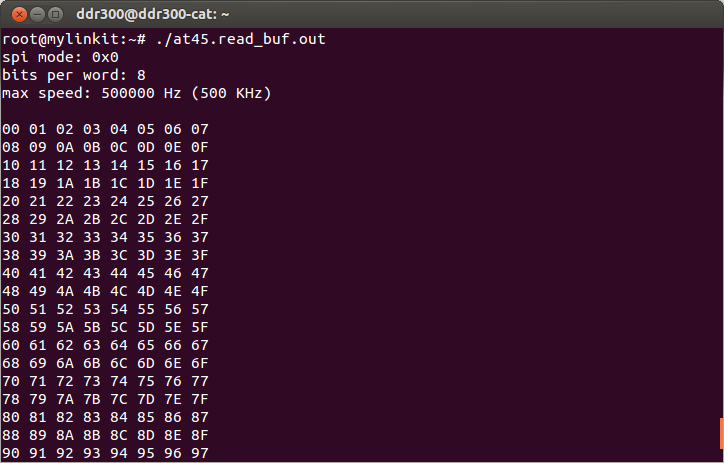 ddr300@ddr300-cat: ~
root@mylinkit:~# ./at45.read_buf.out
spi mode: 0x0
bits per word: 8
max speed: 500000 Hz (500 KHz)
00 01 02 03 04 05 06 07
08 09 0A 0B 0C 0D 0E 0F
10 11 12 13 14 15 16 17
18 19 1A 1B 1C 1D 1E 1F
20 21 22 23 24 25 26 27
28 29 2A 2B 2C 2D 2E 2F
30 31 32 33 34 35 36 37
38 39 3A 3B 3C 3D 3E 3F
40 41 42 43 44 45 46 47
48 49 4A 4B 4C 4D 4E 4F
50 51 52 53 54 55 56 57
58 59 5A 5B 5C 5D 5E 5F
60 61 62 63 64 65 66 67
68 69 6A 6B 6C 6D 6E 6F
70 71 72 73 74 75 76 77
78 79 7A 7B 7C 7D 7E 7F
80 81 82 83 84 85 86 87
88 89 8A 8B 8C 8D 8E 8F
90 91 92 93 94 95 96 97